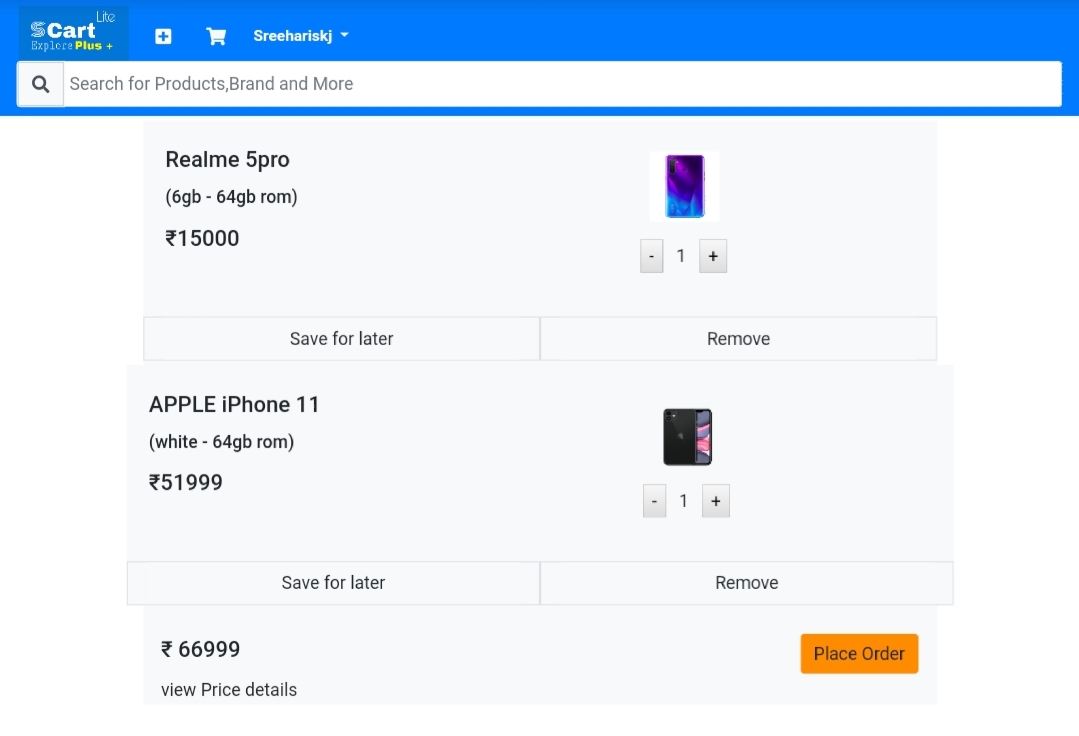 Lite
SCart
Explore Plus +
Sreehariskj
Search for Products,Brand and More
Realme 5pro
(6gb - 64gb rom)
₹15000
- 1 +
Save for later Remove
APPLE iPhone 11
(white - 64gb rom)
₹51999
- 1 +
Save for later Remove
₹ 66999
Place Order
view Price details